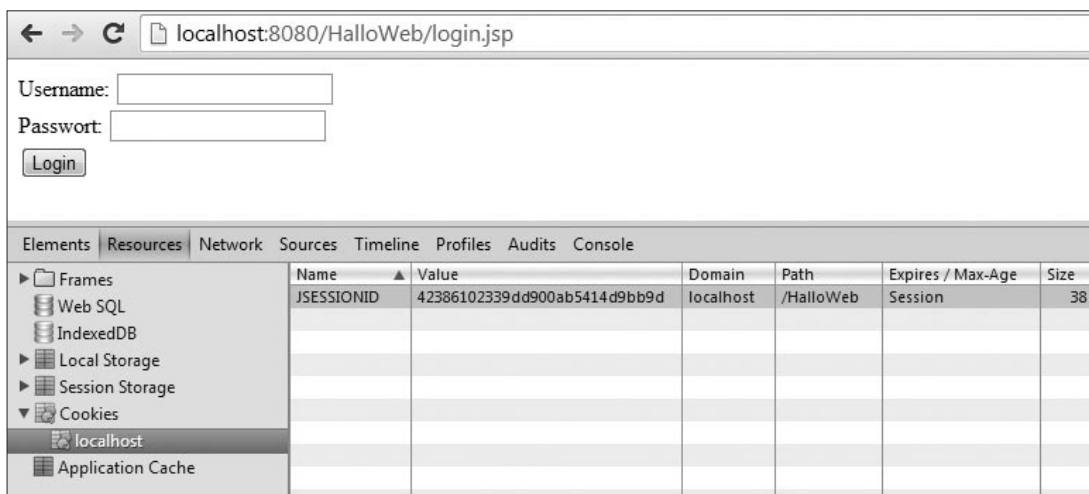 localhost:8080/HalloWeb/login.jsp
Username:
Passwort:
Login
Elements Resources Network Sources Timeline Profiles Audits Console
Frames
Web SQL
IndexedDB
Local Storage
Session Storage
Cookies
localhost
Application Cache
Name Value Domain Path Expires / Max-Age Size
JSESSIONID 42386102339dd900ab5414d9bb9d localhost /HalloWeb Session 38